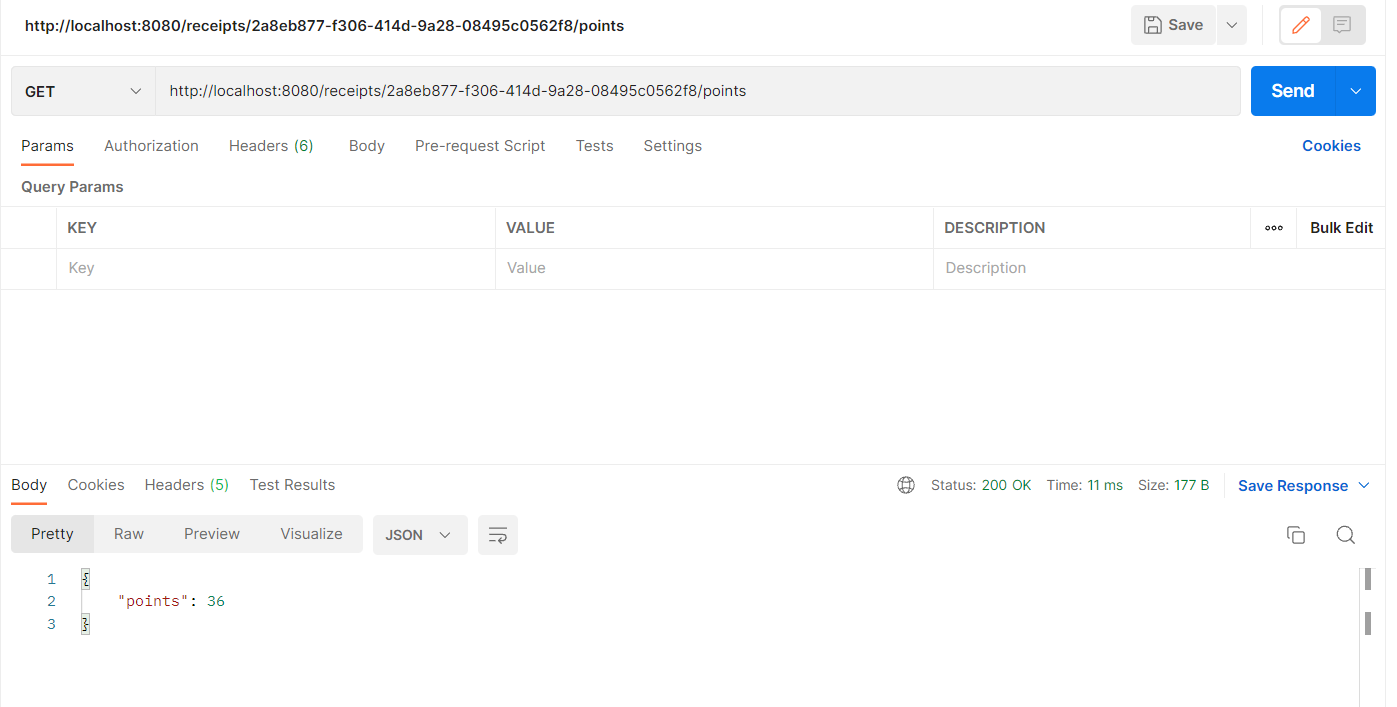 http://localhost:8080/receipts/2a8eb877-f306-414d-9a28-08495c0562f8/points Save
GET http://localhost:8080/receipts/2a8eb877-f306-414d-9a28-08495c0562f8/points Send
Params Authorization Headers (6) Body Pre-request Script Tests Settings Cookies
Query Params
KEY VALUE DESCRIPTION ooo Bulk Edit
Key Value Description
Body Cookies Headers (5) Test Results Status: 200 OK Time: 11 ms Size: 177 B Save Response
Pretty Raw Preview Visualize JSON
1 {
2 "points": 36
3 }